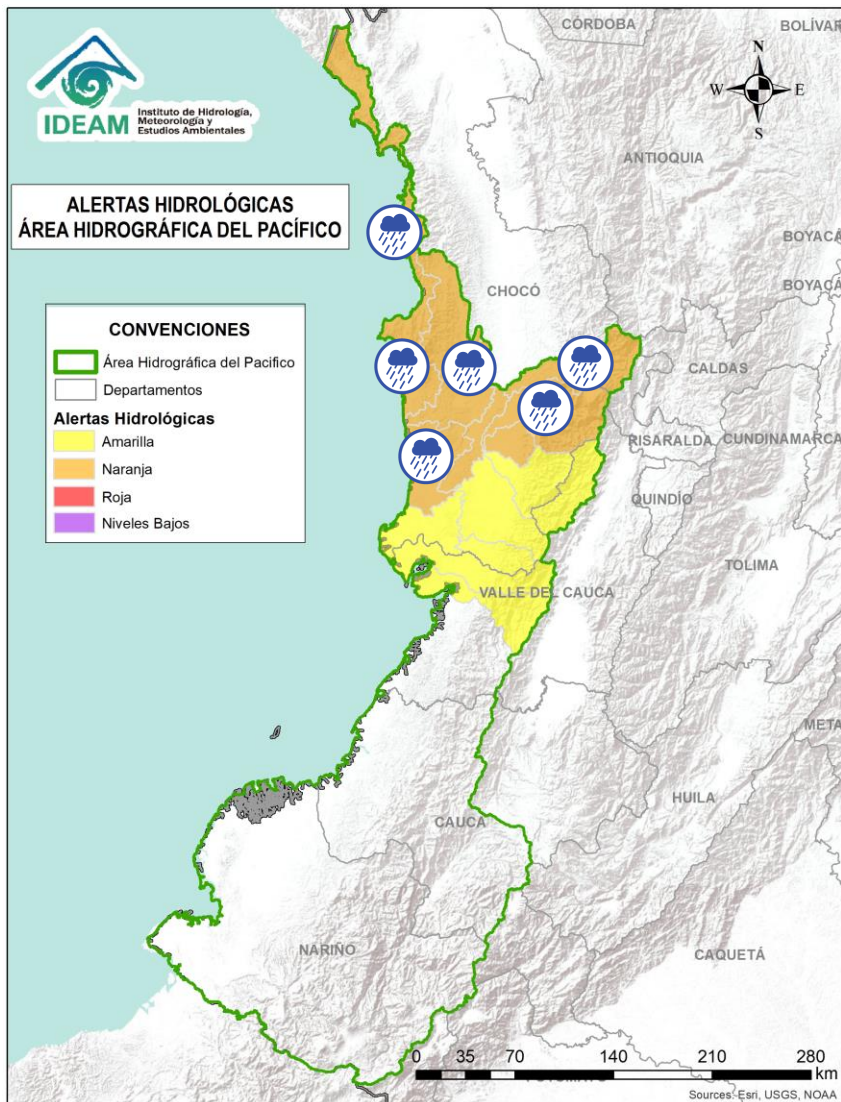 CÓRDOBA
BOLÍVAR
IDEAM
Instituto de Hidrología,
Meteorología y
Estudios Ambientales
N
W
E
S
ANTIOQUIA
ALERTAS HIDROLÓGICAS
ÁREA HIDROGRÁFICA DEL PACÍFICO
BOYACÁ
BOYACÁ
CHOCÓ
CONVENCIONES
Área Hidrográfica del Pacifico
Departamentos
Alertas Hidrológicas
Amarilla
Naranja
Roja
Niveles Bajos
CALDAS
RISARALDA
CUNDINAMARCA
QUINDÍO
TOLIMA
VALLE DEL CAUCA
META
HUILA
CAUCA
NARIÑO
CAQUETÁ
0 35 70 140 210 280
km
Sources: Esri, USGS, NOAA